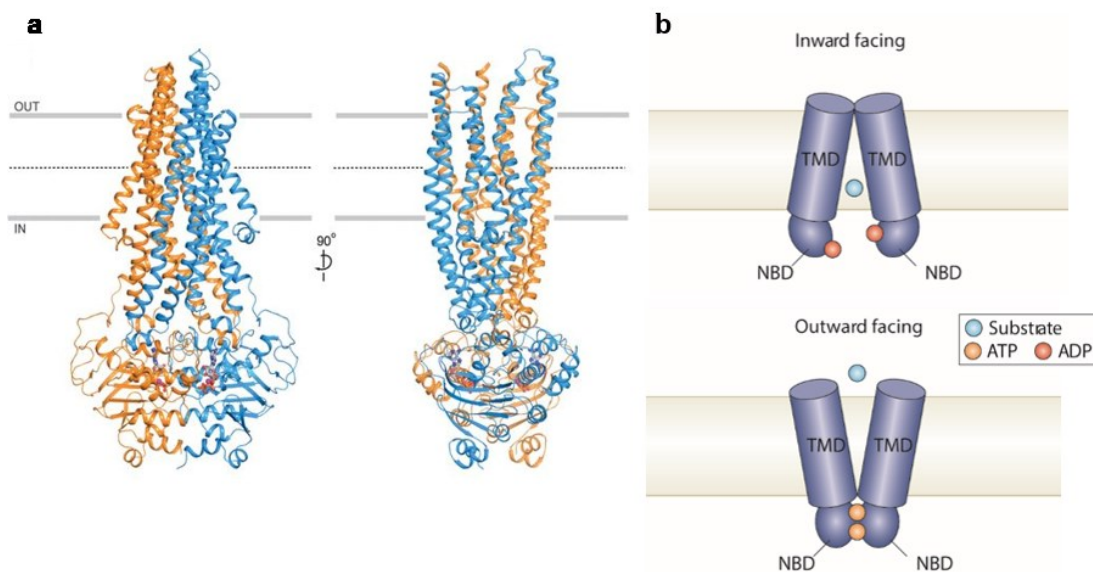 a
OUT
IN
90°
b
Inward facing
TMD TMD
NBD NBD
Outward facing
Substrate
ATP ADP
TMD TMD
NBD NBD